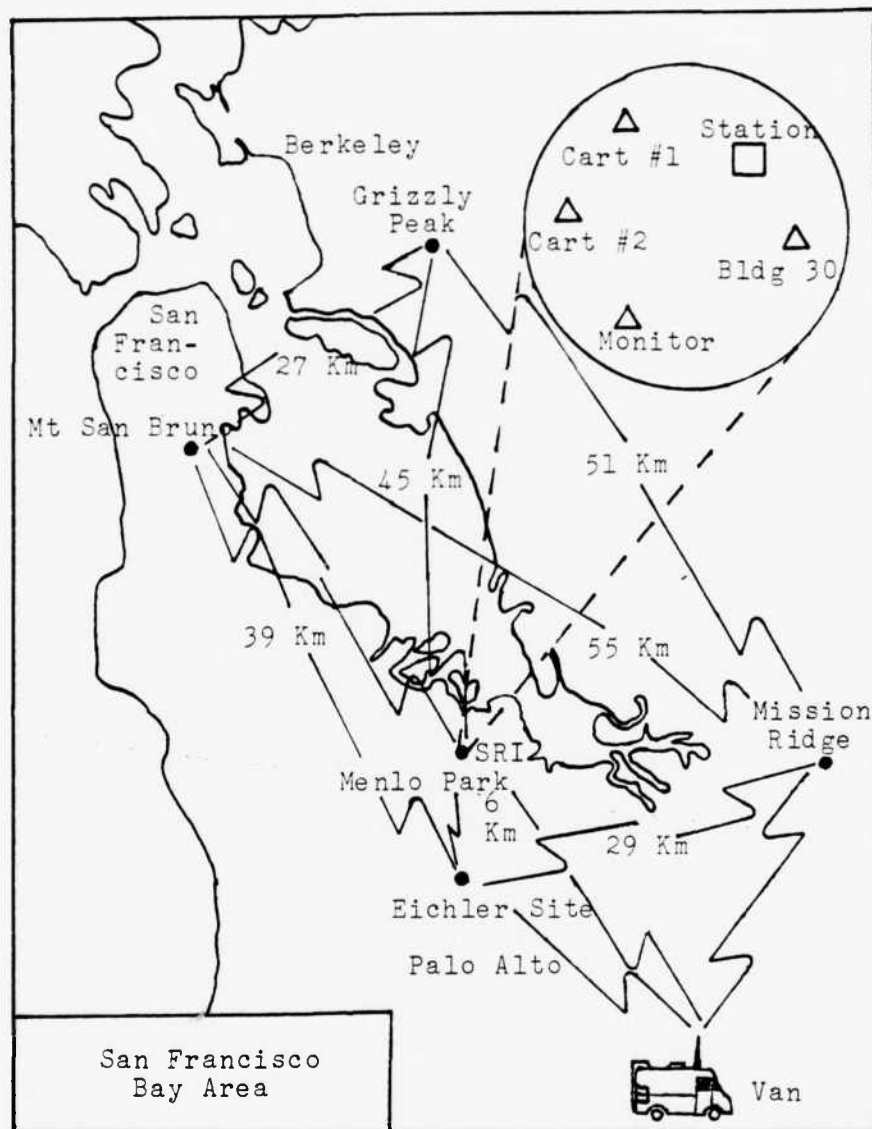 Berkeley
Grizzly
Peak
Station
Cart #1
Cart #2
Bldg 30
Monitor
San
Fran-
cisco
27 Km
Mt San Brun
45 Km
51 Km
39 Km
55 Km
Mission
Ridge
SRI
Menlo Park
6
Km
29 Km
Eichler Site
Palo Alto
San Francisco
Bay Area
Van